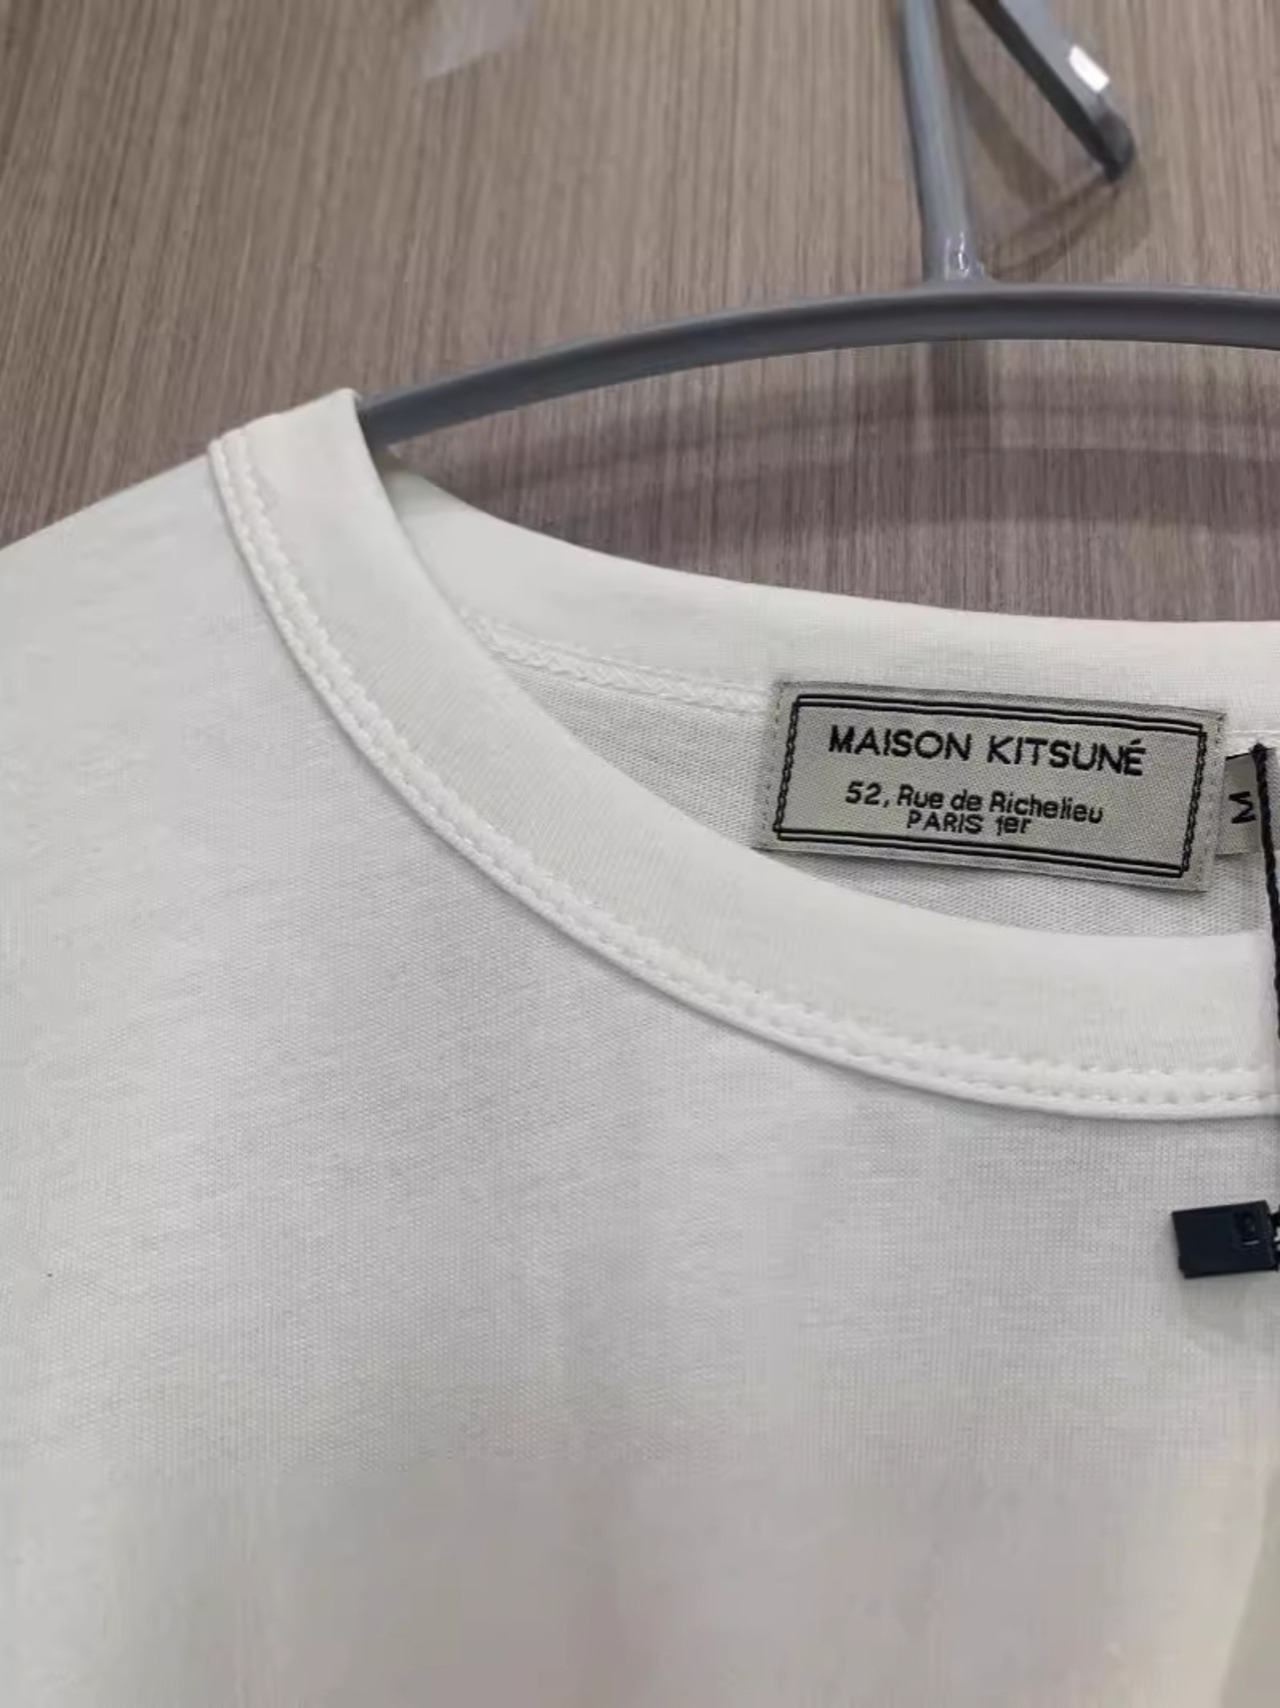 MAISON KITSUNÉ
52, Rue de Richelieu
PARIS 1er
M